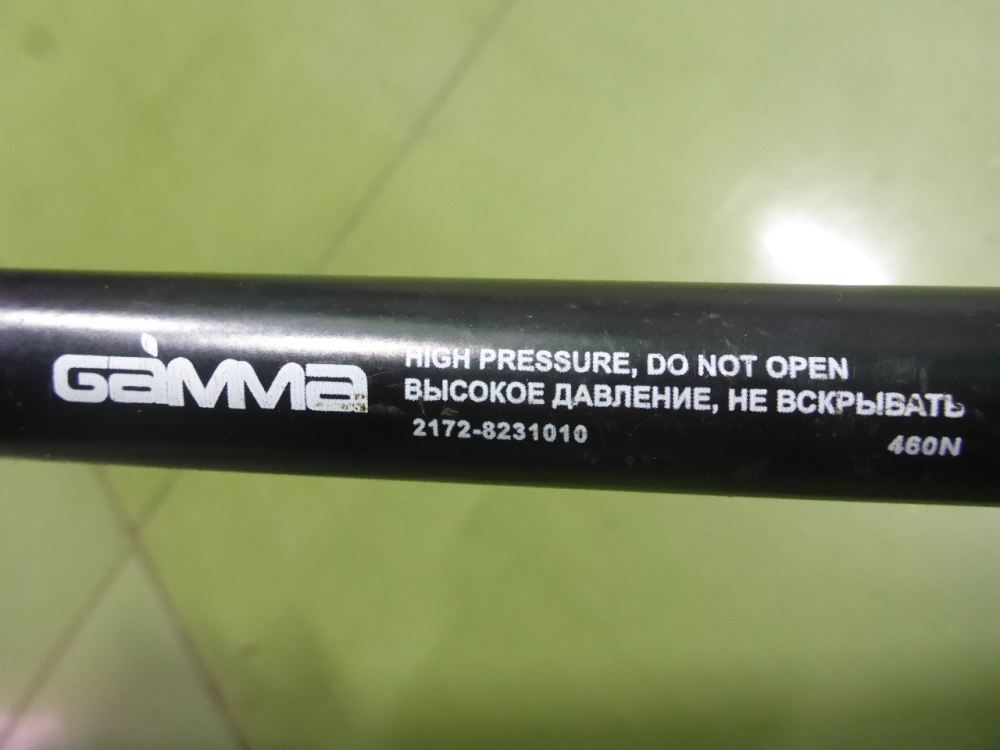 GAMMA
HIGH PRESSURE, DO NOT OPEN
ВЫСОКОЕ ДАВЛЕНИЕ, НЕ ВСКРЫВАТЬ
2172-8231010
460N